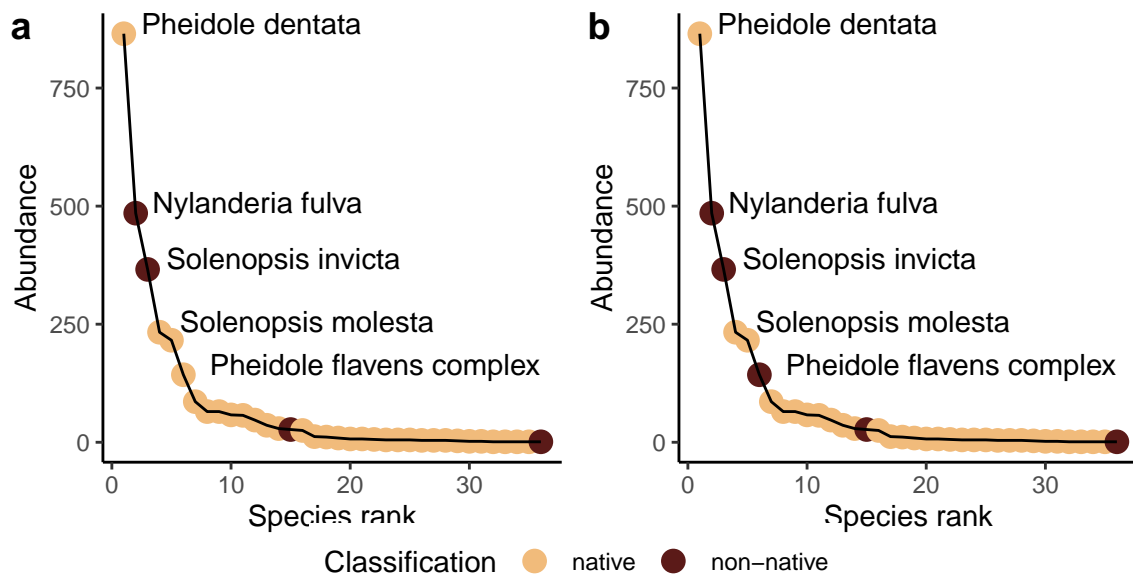 a
Pheidole dentata
750
Nylanderia fulva
500
Solenopsis invicta
Abundance
Solenopsis molesta
250
Pheidole flavens complex
0
0 10 20 30
Species rank
b
Pheidole dentata
750
Nylanderia fulva
500
Solenopsis invicta
Abundance
Solenopsis molesta
250
Pheidole flavens complex
0
0 10 20 30
Species rank
Classification native non−native